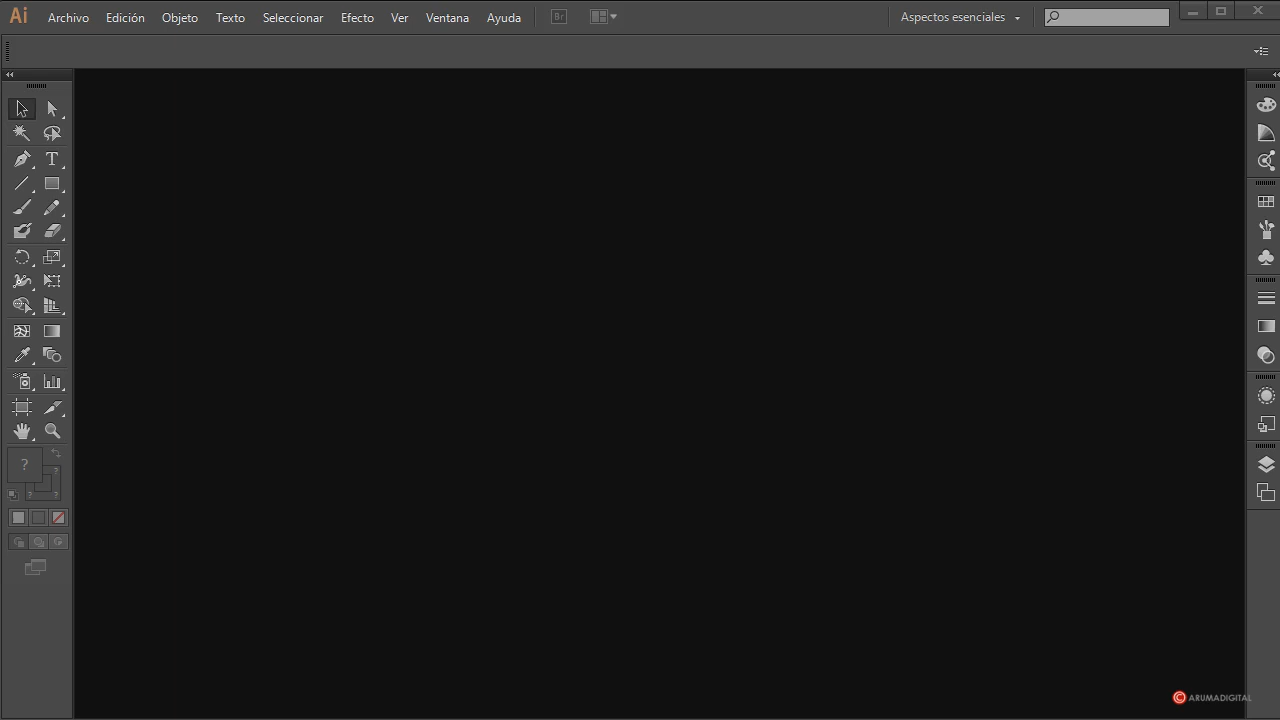 Ai Archivo Edición Objeto Texto Seleccionar Efecto Ver Ventana Ayuda Br Aspectos esenciales
T
?
?
? ?
© ARUMADIGITAL